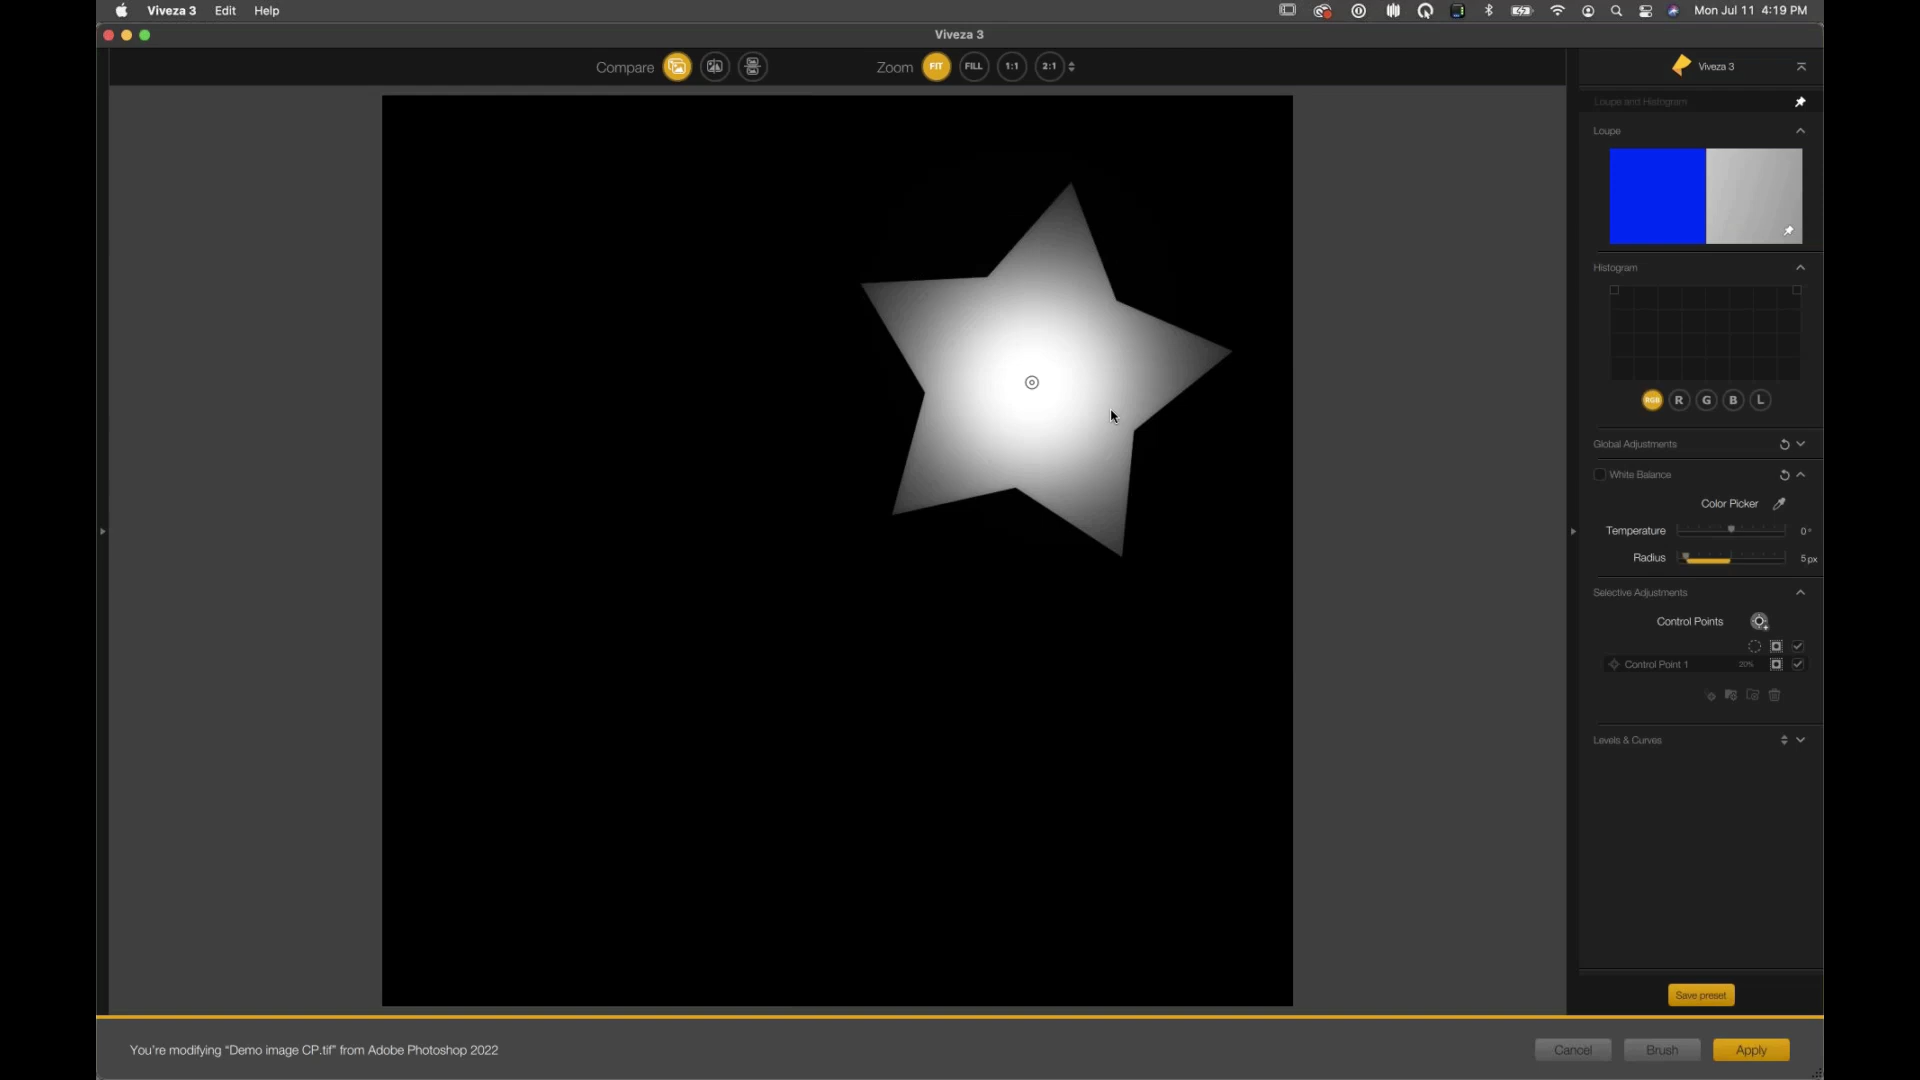 Viveza 3 Edit Help
Mon Jul 11 4:19 PM
Viveza 3
Compare
Zoom FIT FILL 1:1 2:1
Viveza 3
Loupe and Histogram
Loupe
Histogram
RGB R G B L
Global Adjustments
White Balance
Color Picker
Temperature 0°
Radius 5 px
Selective Adjustments
Control Points
Control Point 1 20%
Levels & Curves
Save preset
You're modifying “Demo image CP.tif” from Adobe Photoshop 2022
Cancel Brush Apply